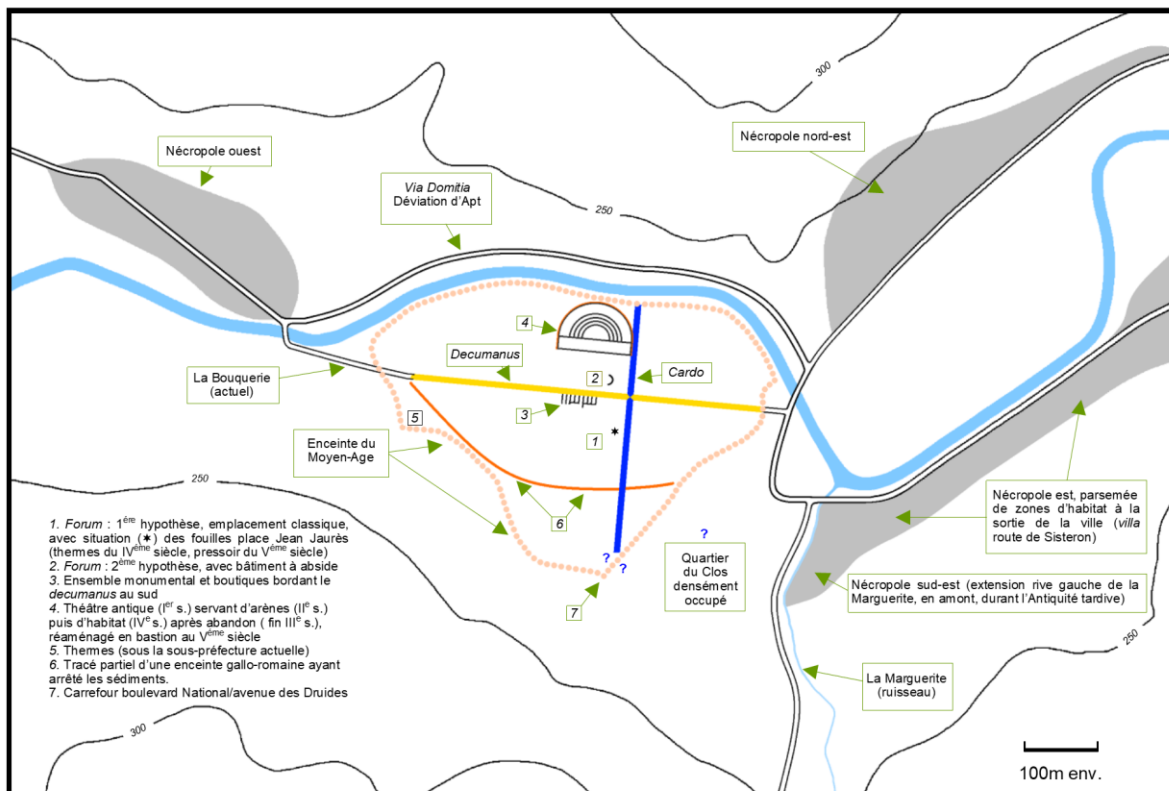 300
Nécropole ouest
Nécropole nord-est
Via Domitia
Déviation d'Apt
250
4
Decumanus
2
Cardo
La Bouquerie
(actuel)
3
5
1
Enceinte du
Moyen-Age
250
6
Nécropole est, parsemée
de zones d'habitat à la
sortie de la ville (villa
route de Sisteron)
?
Quartier
du Clos
densément
occupé
? ?
7
Nécropole sud-est (extension rive gauche de la
Marguerite, en amont, durant l'Antiquité tardive)
250
1. Forum : 1ère hypothèse, emplacement classique,
avec situation (✶) des fouilles place Jean Jaurès
(thermes du IVème siècle, pressoir du Vème siècle)
2. Forum : 2ème hypothèse, avec bâtiment à abside
3. Ensemble monumental et boutiques bordant le
decumanus au sud
4. Théâtre antique (Ier s.) servant d'arènes (IIe s.)
puis d'habitat (IVe s.) après abandon ( fin IIIe s.),
réaménagé en bastion au Vème siècle
5. Thermes (sous la sous-préfecture actuelle)
6. Tracé partiel d'une enceinte gallo-romaine ayant
arrêté les sédiments.
7. Carrefour boulevard National/avenue des Druides
La Marguerite
(ruisseau)
300
100m env.